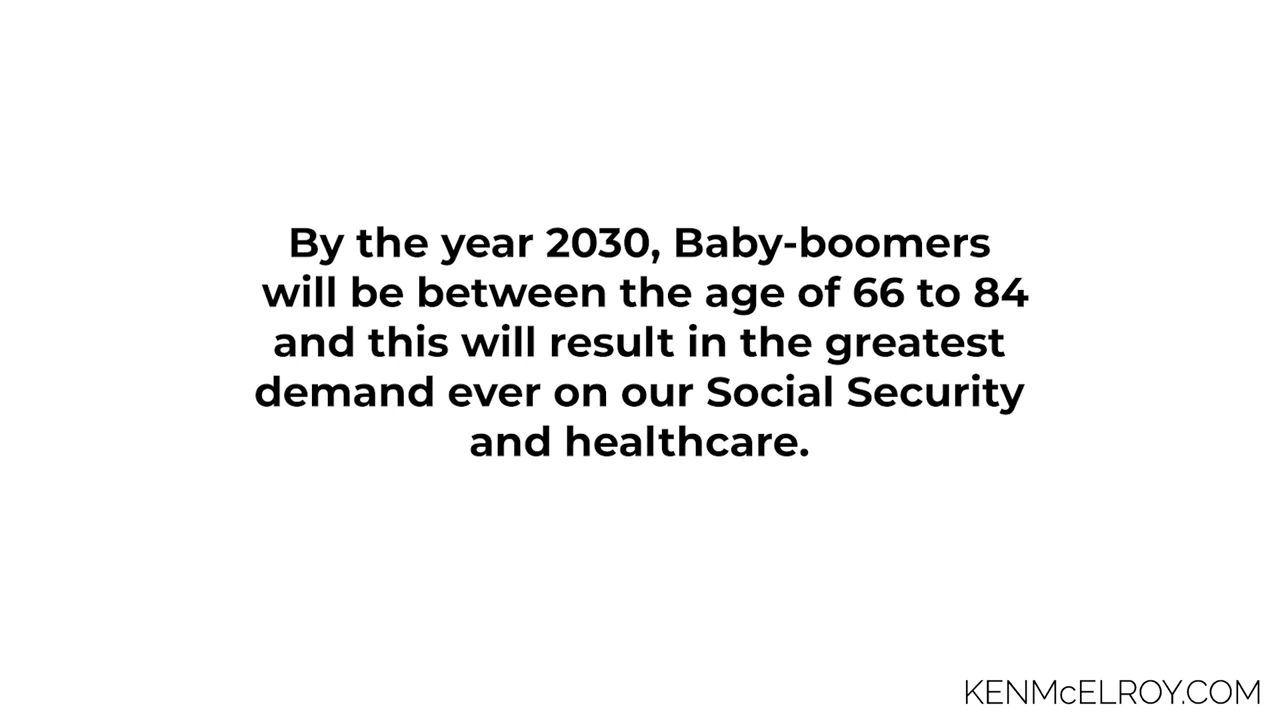 By the year 2030, Baby-boomers
will be between the age of 66 to 84
and this will result in the greatest
demand ever on our Social Security
and healthcare.
KENMcELROY.COM